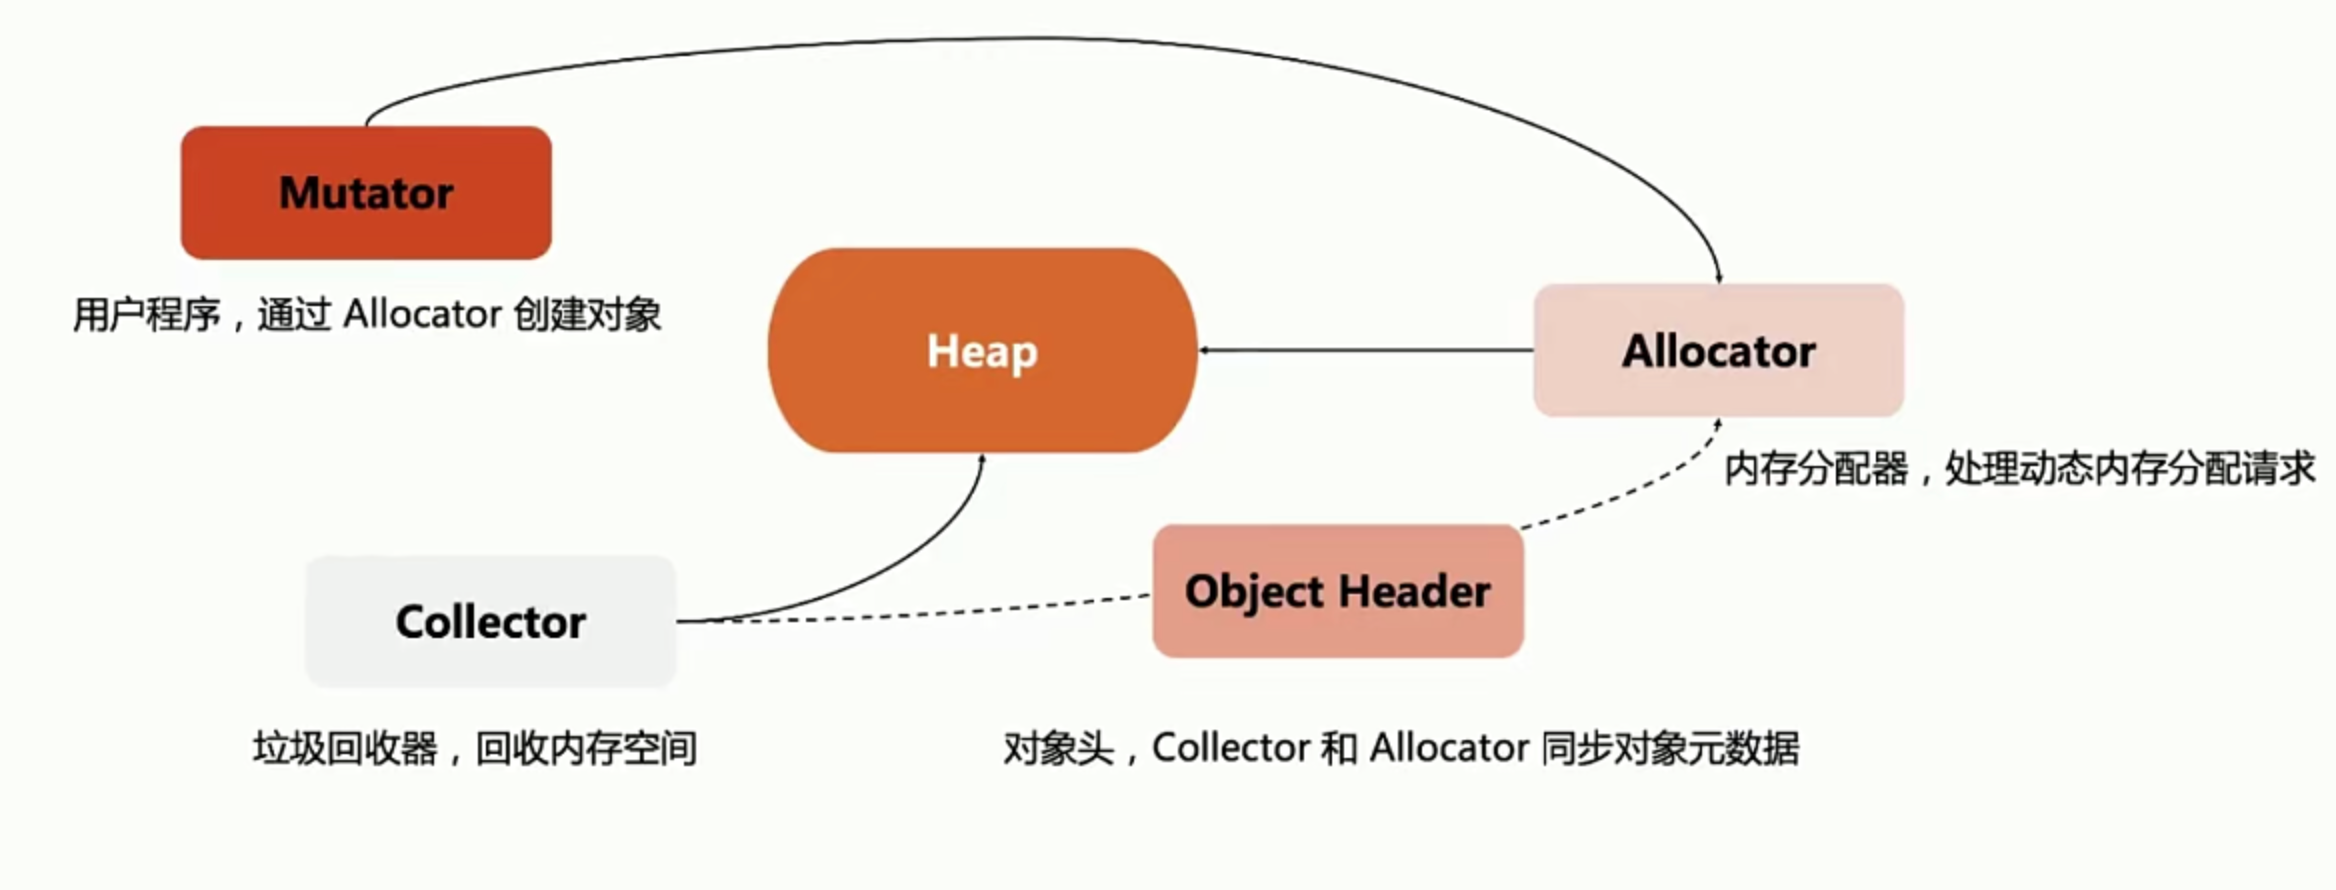 Mutator
用户程序，通过 Allocator 创建对象
Heap
Allocator
内存分配器，处理动态内存分配请求
Object Header
Collector
垃圾回收器，回收内存空间
对象头，Collector 和 Allocator 同步对象元数据